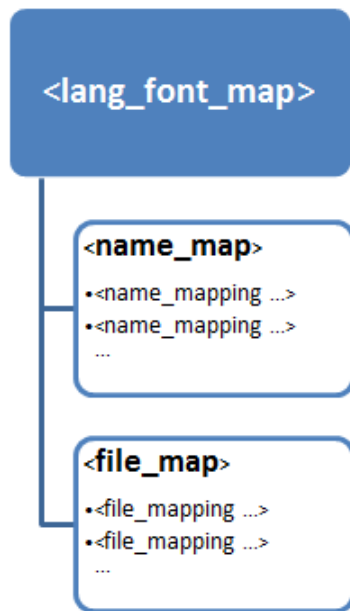 <lang_font_map>
<name_map>
•<name_mapping ...>
•<name_mapping ...>
...
<file_map>
•<file_mapping ...>
•<file_mapping ...>
...